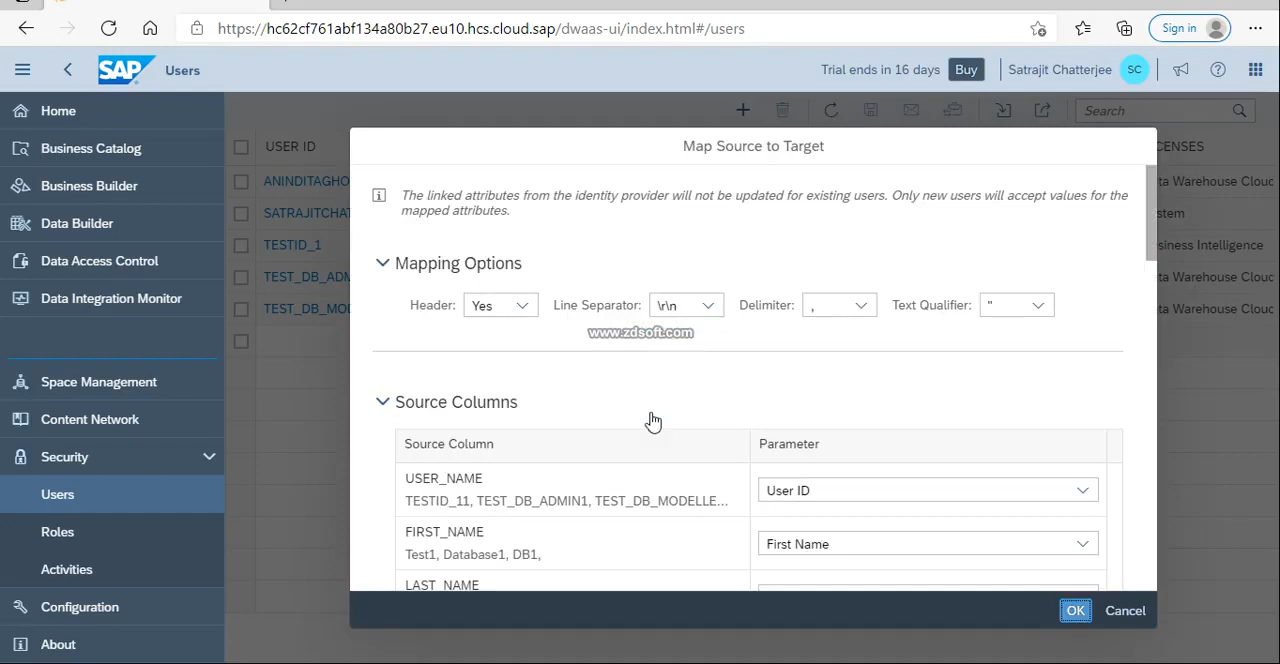 https://hc62cf761abf134a80b27.eu10.hcs.cloud.sap/dwaas-ui/index.html#/users
Sign in
SAP
Users
Trial ends in 16 days
Buy
Satrajit Chatterjee
SC
Home
Business Catalog
Business Builder
Data Builder
Data Access Control
Data Integration Monitor
Space Management
Content Network
Security
Users
Roles
Activities
Configuration
About
Search
USER ID
CENSES
ANINDITAGHO
ta Warehouse Clouc
SATRAJITCHAT
stem
TESTID_1
siness Intelligence
TEST_DB_ADM
ta Warehouse Clouc
TEST_DB_MOD
ta Warehouse Clouc
Map Source to Target
The linked attributes from the identity provider will not be updated for existing users. Only new users will accept values for the
mapped attributes.
Mapping Options
Header: Yes Line Separator: \r\n Delimiter: , Text Qualifier: "
www.zdsoft.com
Source Columns
Source Column Parameter
USER_NAME
TESTID_11, TEST_DB_ADMIN1, TEST_DB_MODELLE...
User ID
FIRST_NAME
Test1, Database1, DB1,
First Name
LAST_NAME
OK Cancel